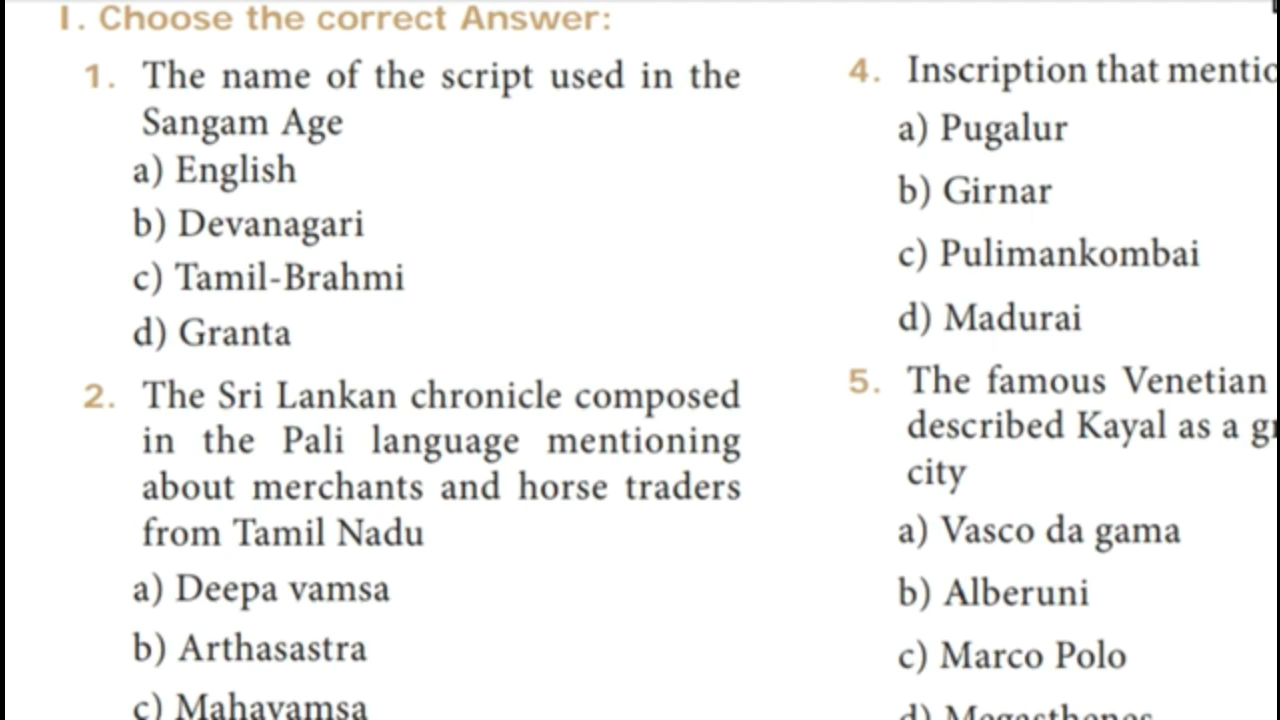 I. Choose the correct Answer:
1. The name of the script used in the
Sangam Age
a) English
b) Devanagari
c) Tamil-Brahmi
d) Granta
2. The Sri Lankan chronicle composed
in the Pali language mentioning
about merchants and horse traders
from Tamil Nadu
a) Deepa vamsa
b) Arthasastra
c) Mahavamsa
4. Inscription that
a) Pugalur
b) Girnar
c) Pulimankombai
d) Madurai
5. The famous Venetian
described Kayal as a
city
a) Vasco da gama
b) Alberuni
c) Marco Polo
d) Megasthenes